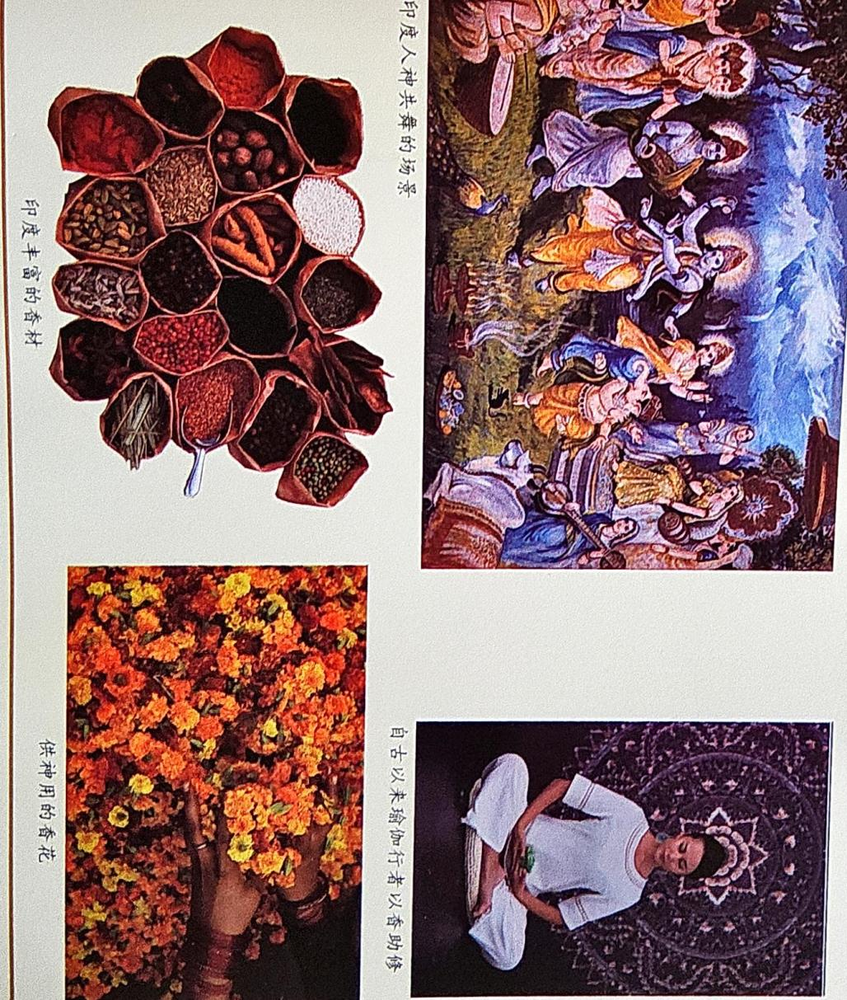 印度人神共舞的场景
印度丰富的香材
自古以来瑜伽行者以香助修
供神用的香花